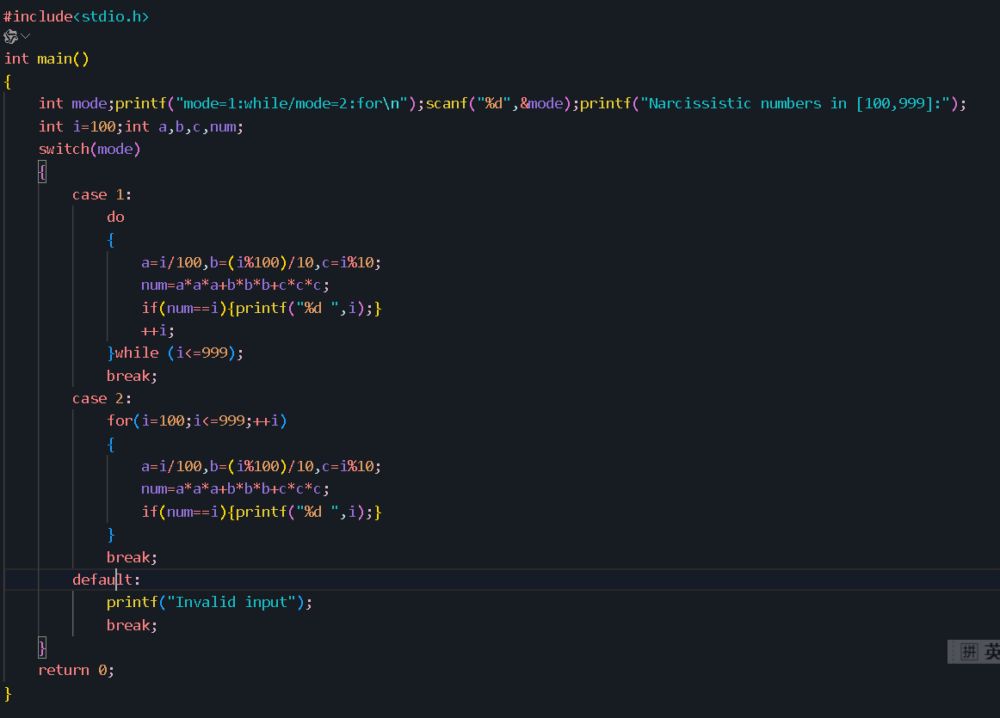 #include<stdio.h>
int main()
{
    int mode;printf("mode=1:while/mode=2:for\n");scanf("%d",&mode);printf("Narcissistic numbers in [100,999]:");
    int i=100;int a,b,c,num;
    switch(mode)
    {
        case 1:
            do
            {
                a=i/100,b=(i%100)/10,c=i%10;
                num=a*a*a+b*b*b+c*c*c;
                if(num==i){printf("%d ",i);}
                ++i;
            }while (i<=999);
            break;
        case 2:
            for(i=100;i<=999;++i)
            {
                a=i/100,b=(i%100)/10,c=i%10;
                num=a*a*a+b*b*b+c*c*c;
                if(num==i){printf("%d ",i);}
            }
            break;
        default:
            printf("Invalid input");
            break;
    }
拼 英
    return 0;
}